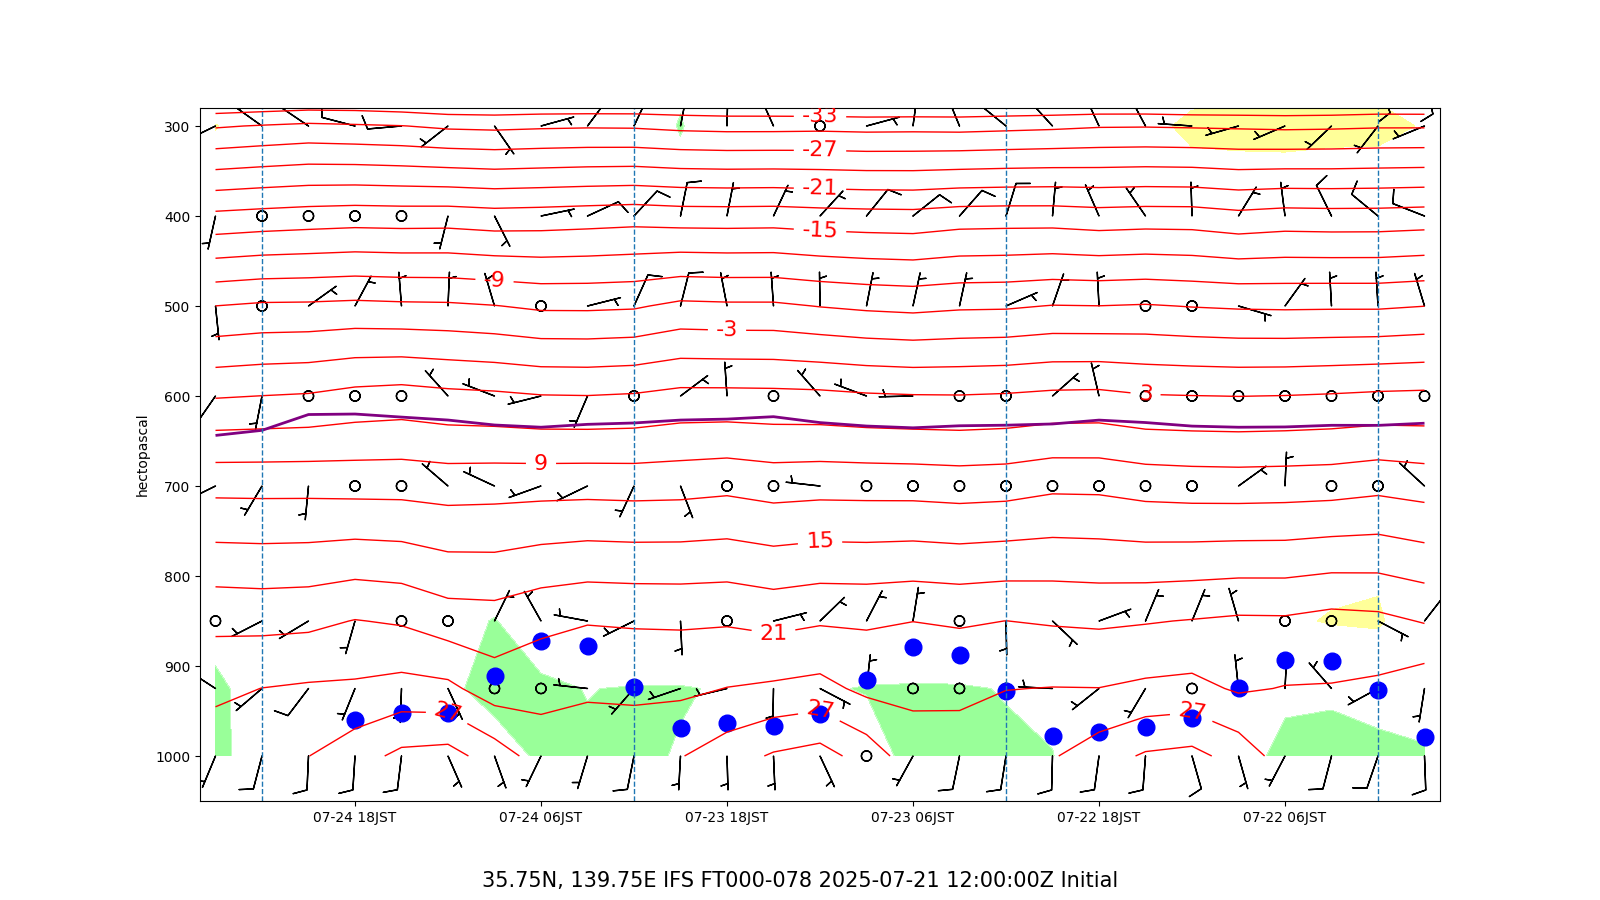 -33
300
-27
-21
400
-15
-9
500
-3
600
3
hectopascal
9
700
15
800
21
900
27
27
27
1000
07-24 18JST
07-24 06JST
07-23 18JST
07-23 06JST
07-22 18JST
07-22 06JST
35.75N, 139.75E IFS FT000-078 2025-07-21 12:00:00Z Initial